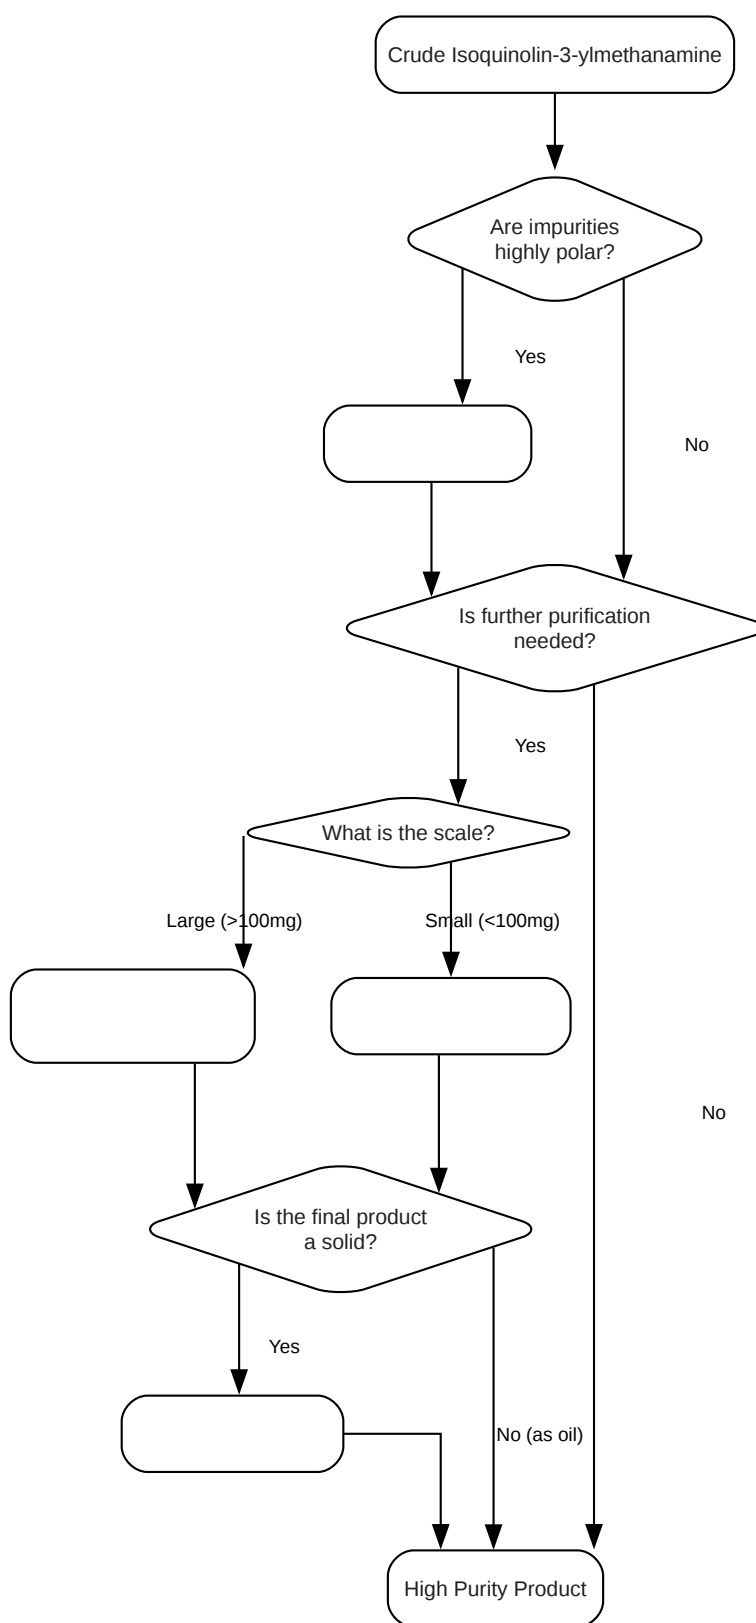 Crude Isoquinolin-3-ylmethanamine
Are impurities
highly polar?
Yes
No
Is further purification
needed?
Yes
What is the scale?
Large (>100mg)
Small (<100mg)
No
Is the final product
a solid?
Yes
No (as oil)
High Purity Product